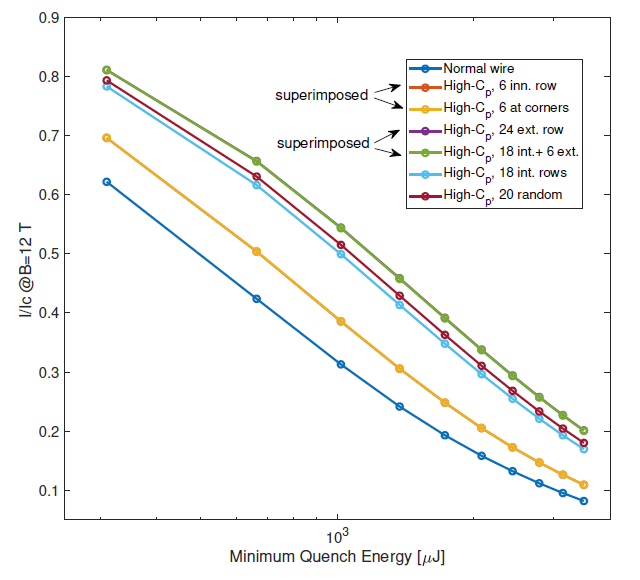 0.9
0.8
0.7
0.6
0.5
0.4
0.3
0.2
0.1
I/Ic @B=12 T
superimposed
superimposed
Normal wire
High-Cp, 6 inn. row
High-Cp, 6 at corners
High-Cp, 24 ext. row
High-Cp, 18 int.+ 6 ext.
High-Cp, 18 int. rows
High-Cp, 20 random
10³
Minimum Quench Energy [μJ]